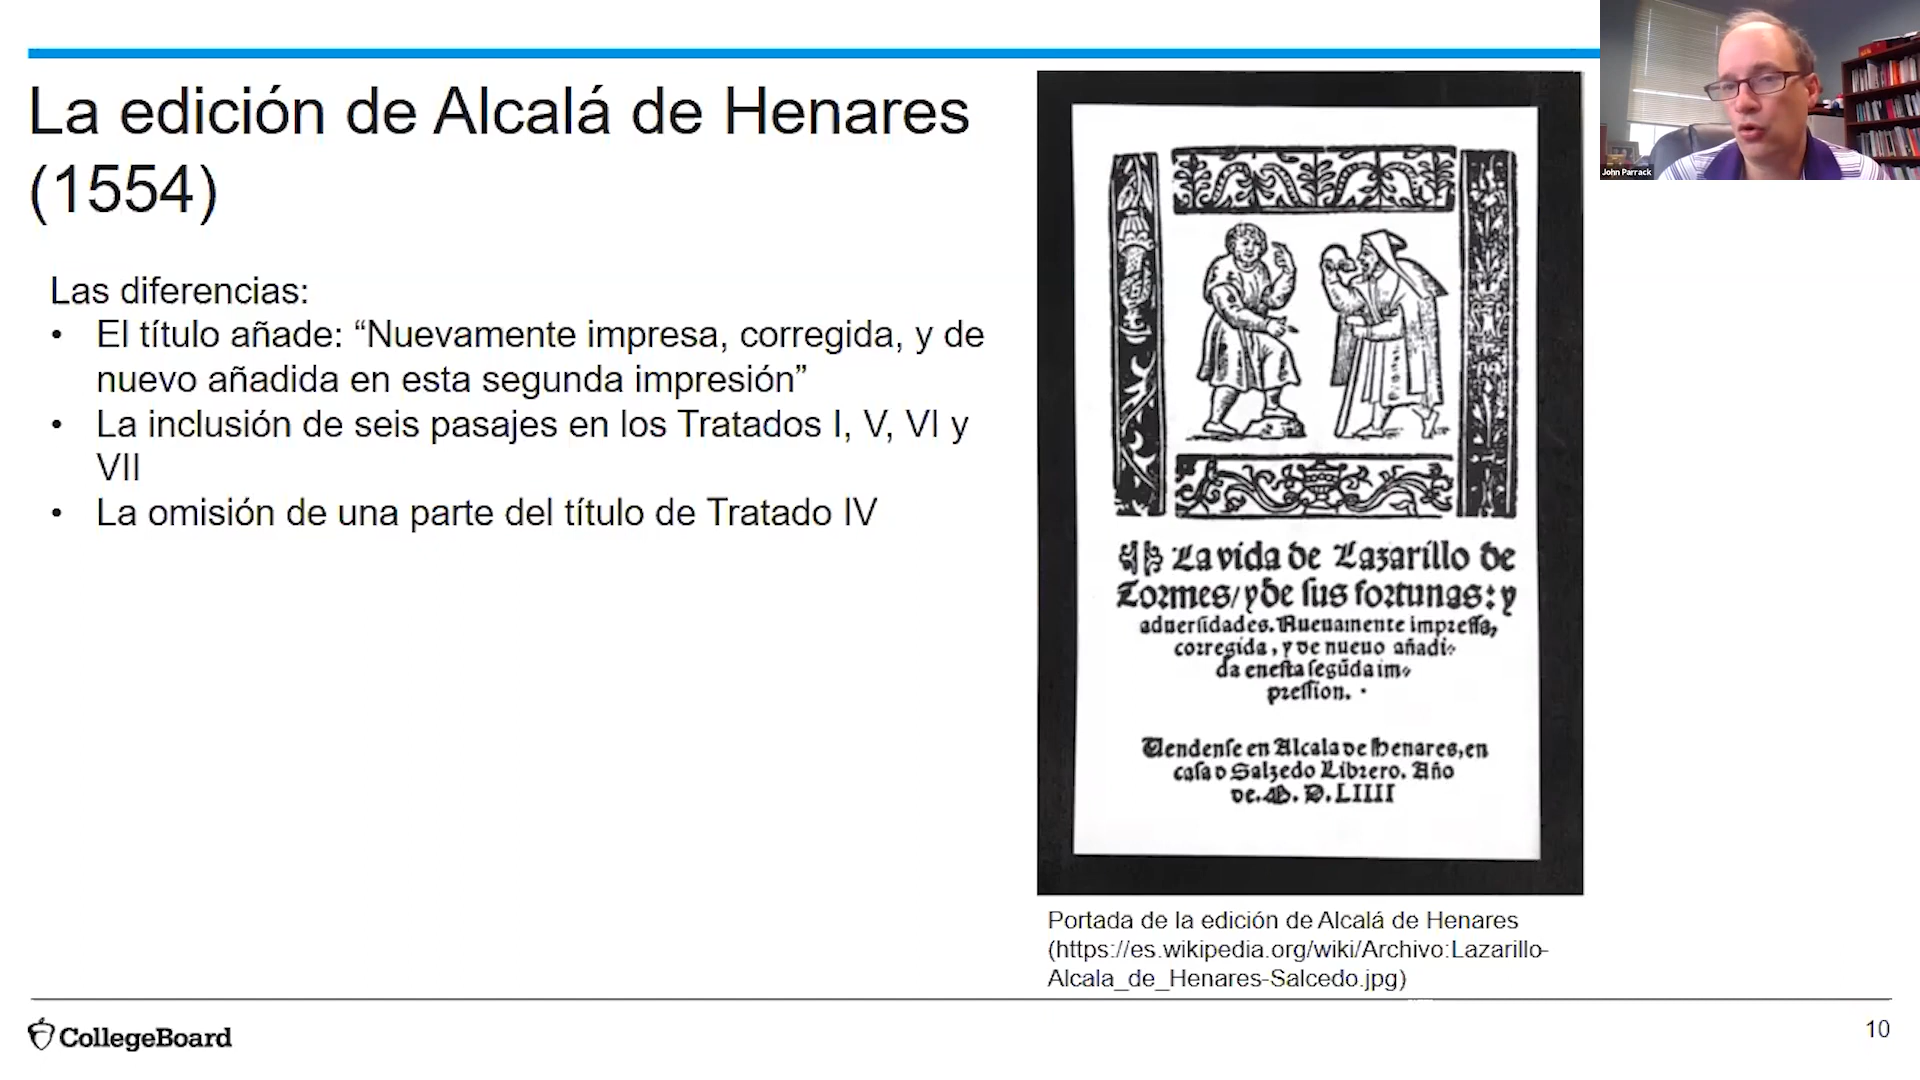 La edición de Alcalá de Henares
(1554)
Las diferencias:
• El título añade: “Nuevamente impresa, corregida, y de
nuevo añadida en esta segunda impresión”
• La inclusión de seis pasajes en los Tratados I, V, VI y
VII
• La omisión de una parte del título de Tratado IV
La vida de Lazarillo de
Tormes/ y de ſus fortunas: y
aduerſidades. Nueuamente impreſſa,
corregida, y de nueuo añadi-
da eneſta ſegũda im-
preſſion.
Uendenſe en Alcala de Henares, en
caſa d Salzedo Librero. Año
de. M. D. LIIII
Portada de la edición de Alcalá de Henares
(https://es.wikipedia.org/wiki/Archivo:Lazarillo-
Alcala_de_Henares-Salcedo.jpg)
John Parrack
CollegeBoard
10